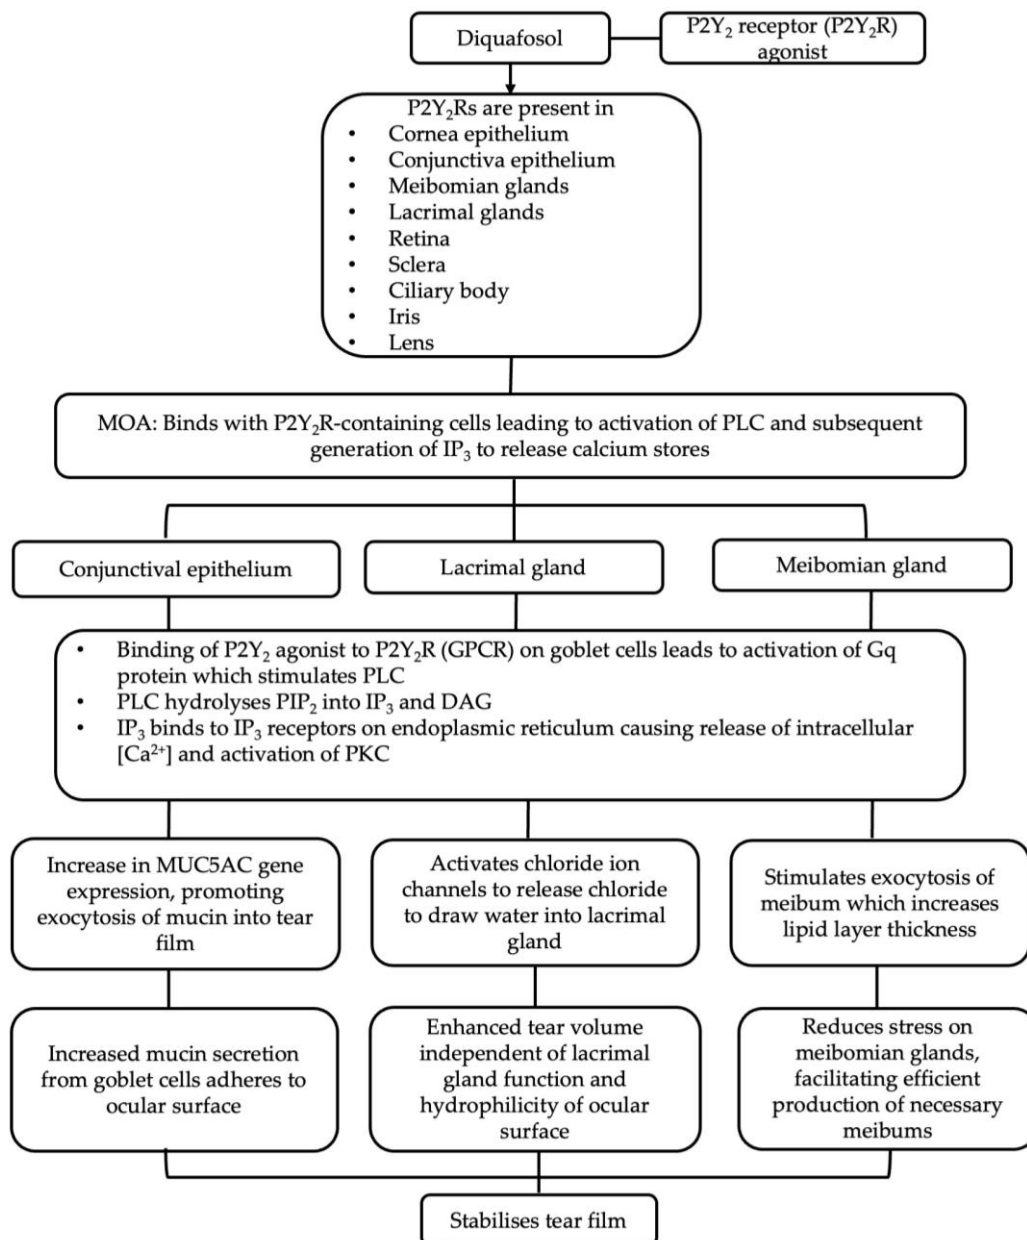 Diquafosol
P2Y₂ receptor (P2Y₂R)
agonist
P2Y₂Rs are present in
• Cornea epithelium
• Conjunctiva epithelium
• Meibomian glands
• Lacrimal glands
• Retina
• Sclera
• Ciliary body
• Iris
• Lens
MOA: Binds with P2Y₂R-containing cells leading to activation of PLC and subsequent
generation of IP₃ to release calcium stores
Conjunctival epithelium
Lacrimal gland
Meibomian gland
• Binding of P2Y₂ agonist to P2Y₂R (GPCR) on goblet cells leads to activation of Gq
protein which stimulates PLC
• PLC hydrolyses PIP₂ into IP₃ and DAG
• IP₃ binds to IP₃ receptors on endoplasmic reticulum causing release of intracellular
[Ca²⁺] and activation of PKC
Increase in MUC5AC gene
expression, promoting
exocytosis of mucin into tear
film
Activates chloride ion
channels to release chloride
to draw water into lacrimal
gland
Stimulates exocytosis of
meibum which increases
lipid layer thickness
Increased mucin secretion
from goblet cells adheres to
ocular surface
Enhanced tear volume
independent of lacrimal
gland function and
hydrophilicity of ocular
surface
Reduces stress on
meibomian glands,
facilitating efficient
production of necessary
meibums
Stabilises tear film